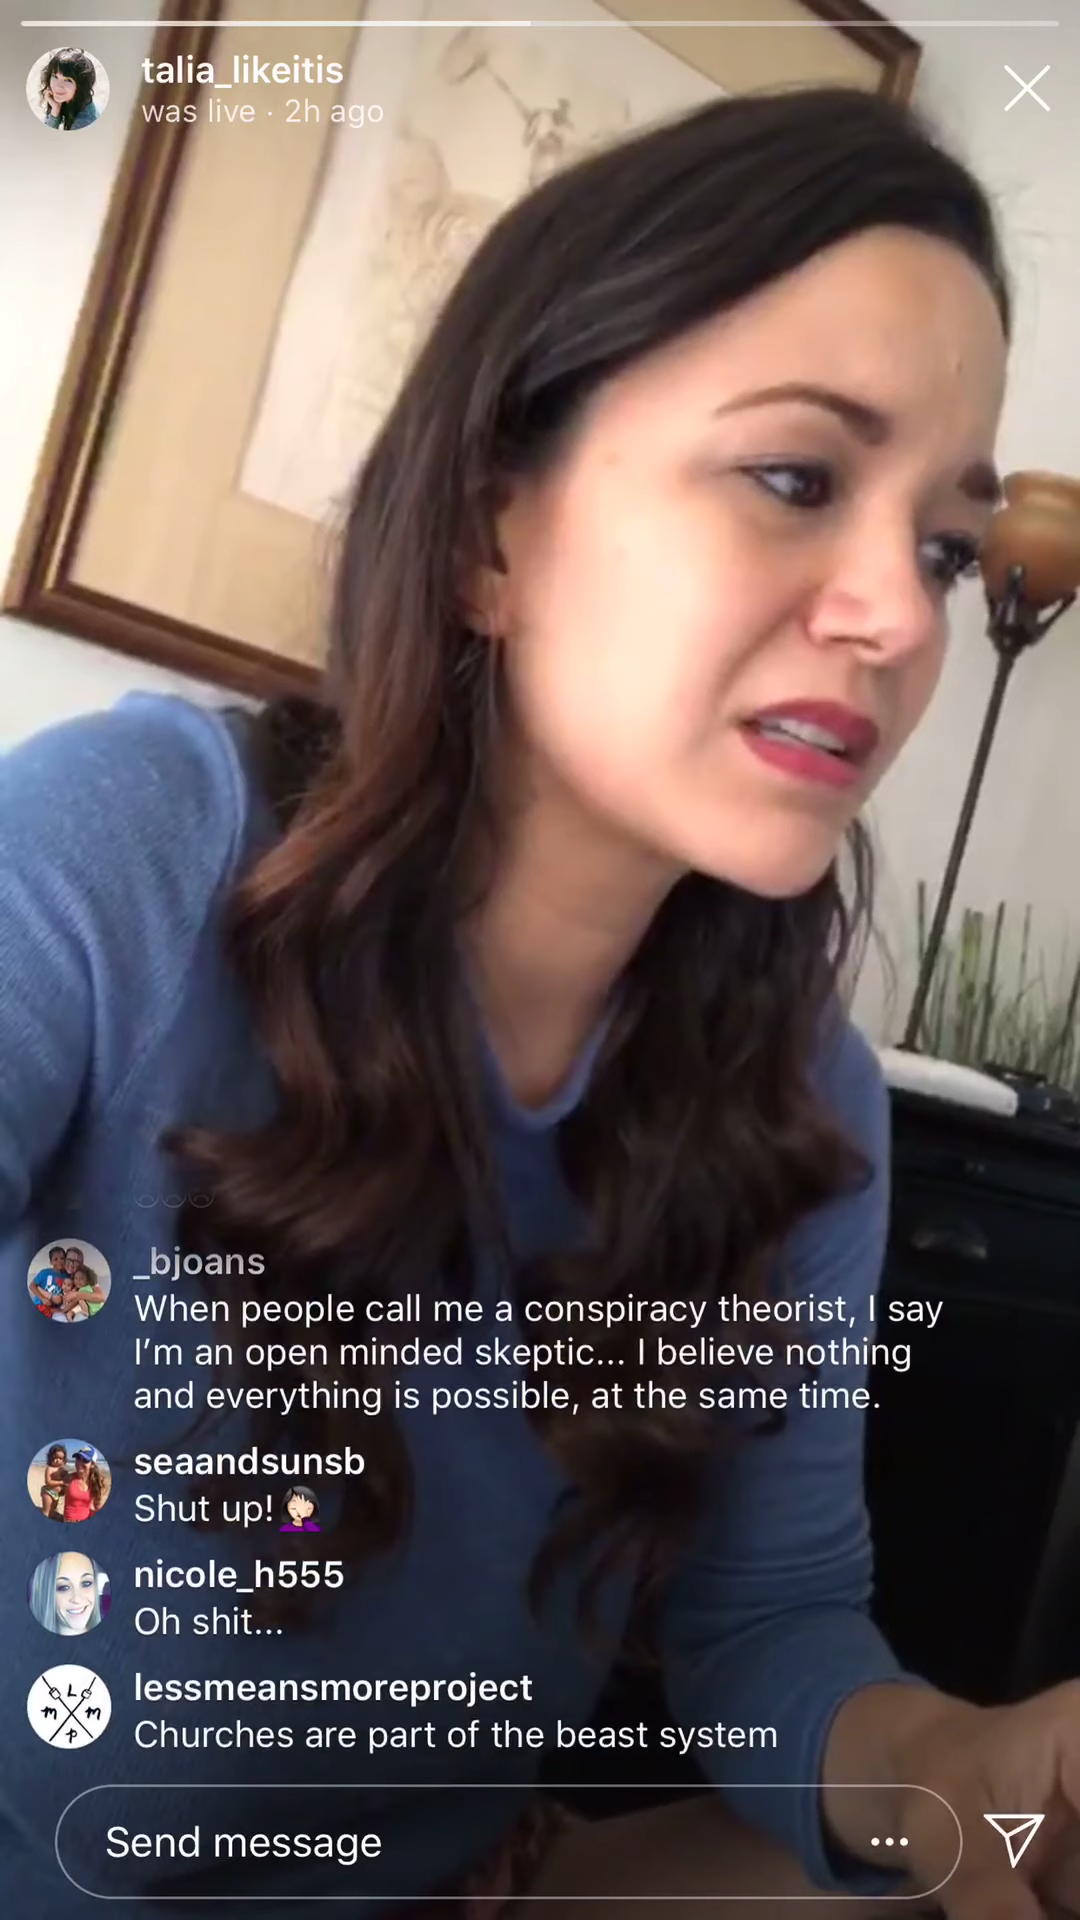 talia_likeitis
was live · 2h ago
_bjoans
When people call me a conspiracy theorist, I say
I’m an open minded skeptic... I believe nothing
and everything is possible, at the same time.
seaandsunsb
Shut up!🤦🏻‍♀️
nicole_h555
Oh shit...
L
m m
P
lessmeansmoreproject
Churches are part of the beast system
Send message